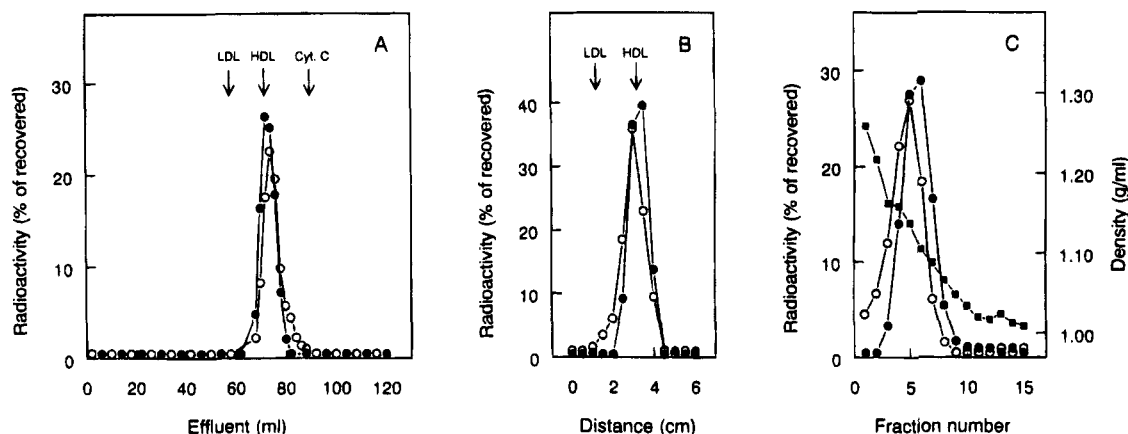 A
LDL HDL Cyt. C
Radioactivity (% of recovered)
30
20
10
0
0 20 40 60 80 100 120
Effluent (ml)
B
LDL HDL
Radioactivity (% of recovered)
40
30
20
10
0
0 2 4 6
Distance (cm)
C
Radioactivity (% of recovered)
30
20
10
0
0 5 10 15
Fraction number
1.30
1.20
1.10
1.00
Density (g/ml)